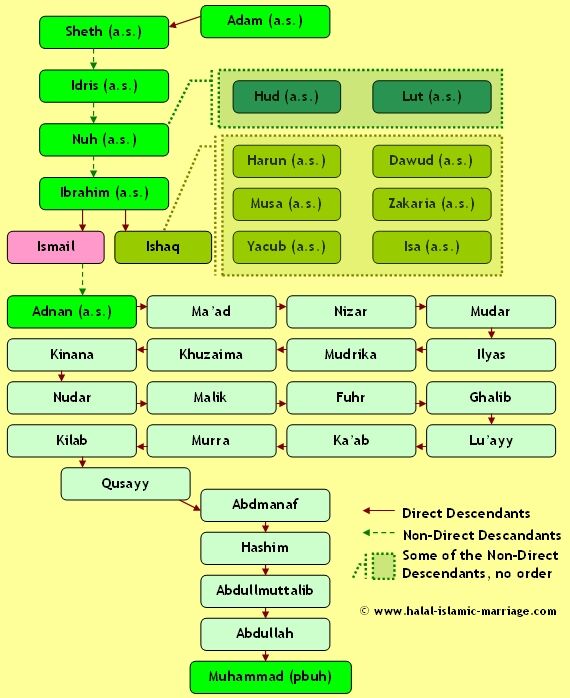 Adam (a.s.)
Sheth (a.s.)
Idris (a.s.)
Hud (a.s.)
Lut (a.s.)
Nuh (a.s.)
Harun (a.s.)
Dawud (a.s.)
Ibrahim (a.s.)
Musa (a.s.)
Zakaria (a.s.)
Ismail
Ishaq
Yacub (a.s.)
Isa (a.s.)
Adnan (a.s.)
Ma'ad
Nizar
Mudar
Kinana
Khuzaima
Mudrika
Ilyas
Nudar
Malik
Fuhr
Ghalib
Kilab
Murra
Ka'ab
Lu'ayy
Qusayy
Abdmanaf
Hashim
Abdullmuttalib
Abdullah
Muhammad (pbuh)
Direct Descendants
Non-Direct Descandants
Some of the Non-Direct
Descendants, no order
© www.halal-islamic-marriage.com